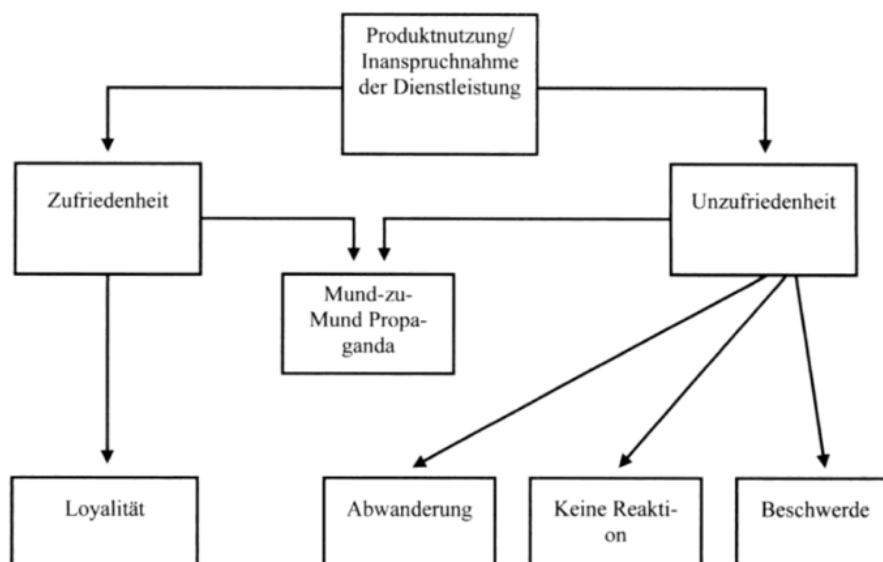 Produktnutzung/
Inanspruchnahme
der Dienstleistung
Zufriedenheit
Unzufriedenheit
Mund-zu-
Mund Propa-
ganda
Loyalität
Abwanderung
Keine Reakti-
on
Beschwerde